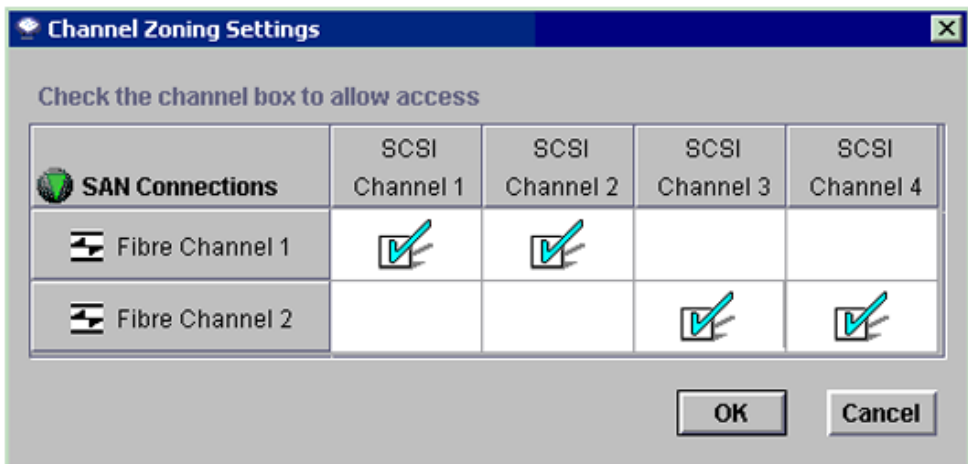 Channel Zoning Settings
Check the channel box to allow access
SAN Connections
SCSI Channel 1
SCSI Channel 2
SCSI Channel 3
SCSI Channel 4
Fibre Channel 1
Fibre Channel 2
OK
Cancel